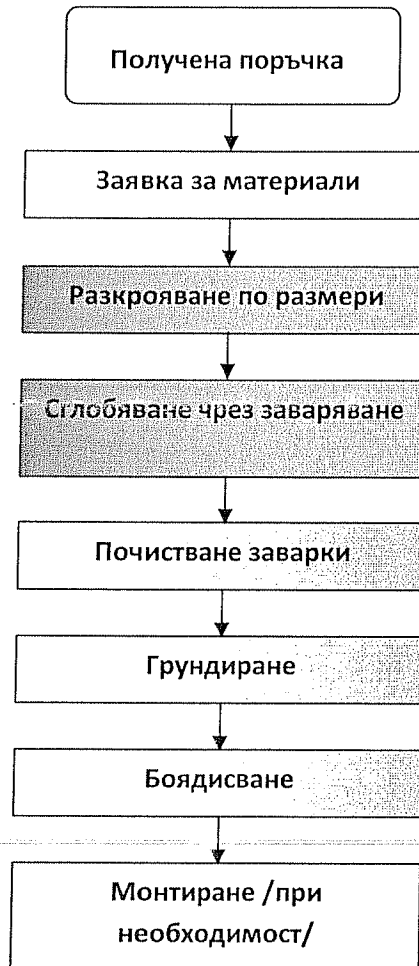 Получена поръчка
Заявка за материали
Разкрояване по размери
Сглобяване чрез заваряване
Почистване заварки
Грундиране
Боядисване
Монтиране /при
необходимост/